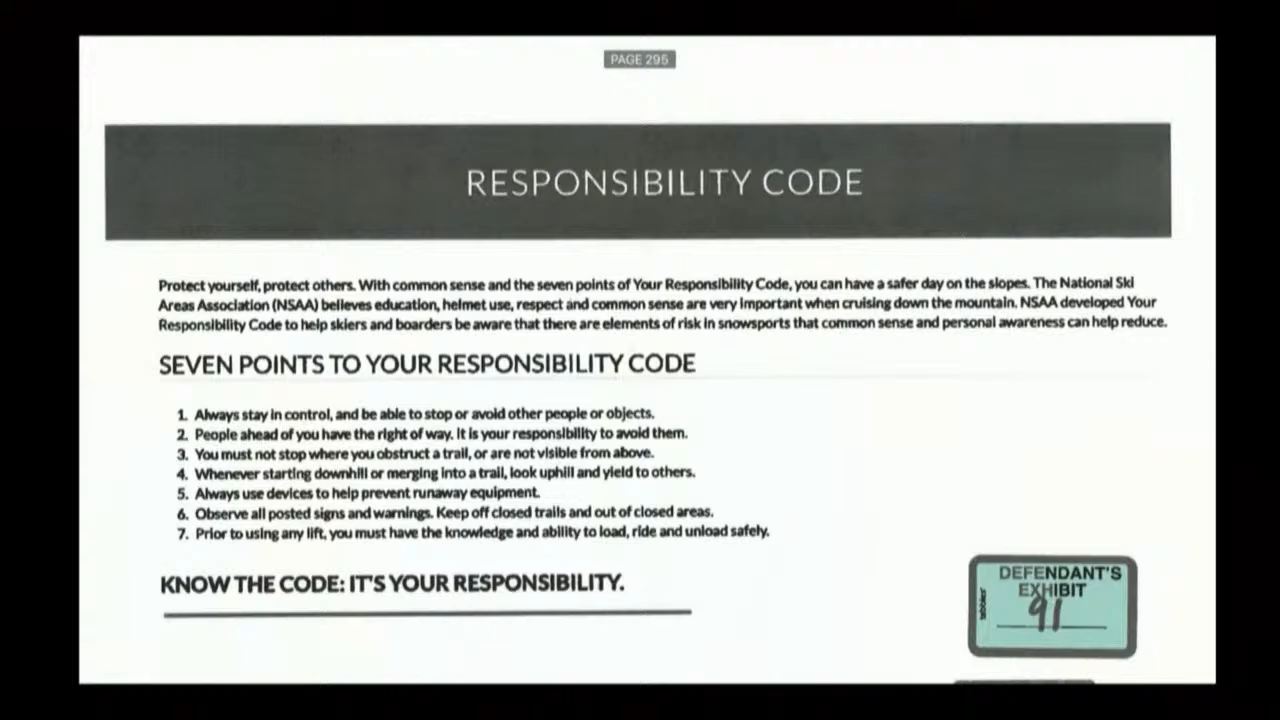 PAGE 295
RESPONSIBILITY CODE
Protect yourself, protect others. With common sense and the seven points of Your Responsibility Code, you can have a safer day on the slopes. The National Ski
Areas Association (NSAA) believes education, helmet use, respect and common sense are very important when cruising down the mountain. NSAA developed Your
Responsibility Code to help skiers and boarders be aware that there are elements of risk in snowsports that common sense and personal awareness can help reduce.
SEVEN POINTS TO YOUR RESPONSIBILITY CODE
1. Always stay in control, and be able to stop or avoid other people or objects.
2. People ahead of you have the right of way. It is your responsibility to avoid them.
3. You must not stop where you obstruct a trail, or are not visible from above.
4. Whenever starting downhill or merging into a trail, look uphill and yield to others.
5. Always use devices to help prevent runaway equipment.
6. Observe all posted signs and warnings. Keep off closed trails and out of closed areas.
7. Prior to using any lift, you must have the knowledge and ability to load, ride and unload safely.
KNOW THE CODE: IT'S YOUR RESPONSIBILITY.
DEFENDANT'S
EXHIBIT
91